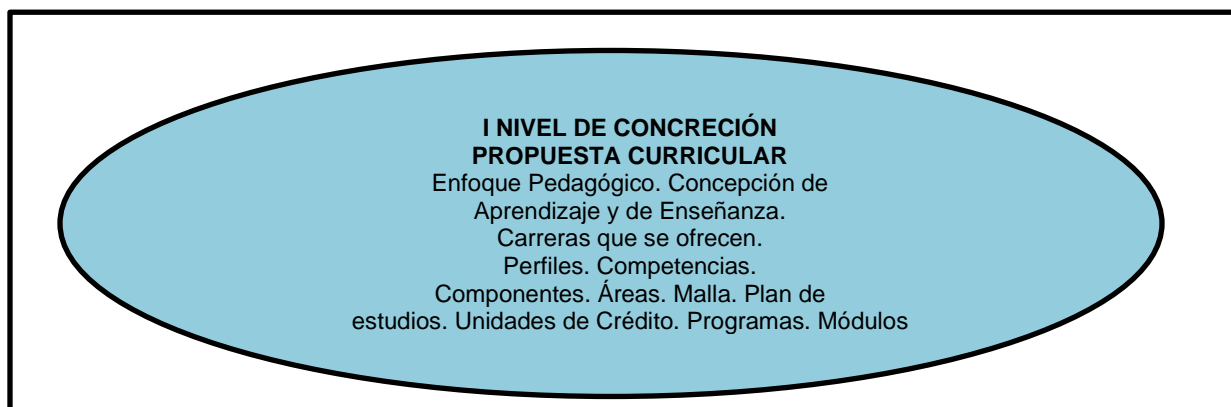 I NIVEL DE CONCRECIÓN
PROPUESTA CURRICULAR
Enfoque Pedagógico. Concepción de
Aprendizaje y de Enseñanza.
Carreras que se ofrecen.
Perfiles. Competencias.
Componentes. Áreas. Malla. Plan de
estudios. Unidades de Crédito. Programas. Módulos